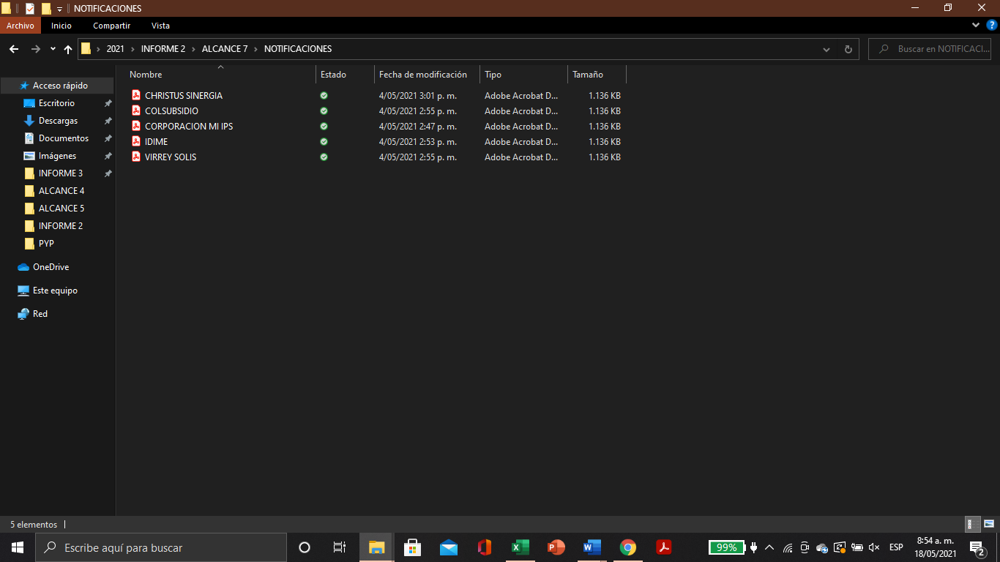 NOTIFICACIONES
Archivo Inicio Compartir Vista
2021 INFORME 2 ALCANCE 7 NOTIFICACIONES
Buscar en NOTIFICACI...
Nombre Estado Fecha de modificación Tipo Tamaño
CHRISTUS SINERGIA 4/05/2021 3:01 p. m. Adobe Acrobat D... 1.136 KB
COLSUBSIDIO 4/05/2021 2:55 p. m. Adobe Acrobat D... 1.136 KB
CORPORACION MI IPS 4/05/2021 2:47 p. m. Adobe Acrobat D... 1.136 KB
IDIME 4/05/2021 2:53 p. m. Adobe Acrobat D... 1.136 KB
VIRREY SOLIS 4/05/2021 2:55 p. m. Adobe Acrobat D... 1.136 KB
Acceso rápido
Escritorio
Descargas
Documentos
Imágenes
INFORME 3
ALCANCE 4
ALCANCE 5
INFORME 2
PYP
OneDrive
Este equipo
Red
5 elementos
Escribe aquí para buscar
99%
ESP
8:54 a. m.
18/05/2021
2